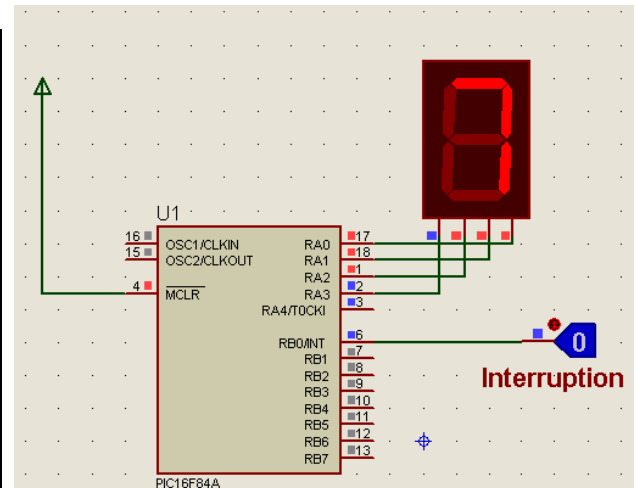 U1
16
15
4
OSC1/CLKIN
OSC2/CLKOUT
MCLR
RA0
RA1
RA2
RA3
RA4/T0CKI
RB0/INT
RB1
RB2
RB3
RB4
RB5
RB6
RB7
17
18
1
2
3
6
7
8
9
10
11
12
13
7
0
Interruption
PIC16F84A